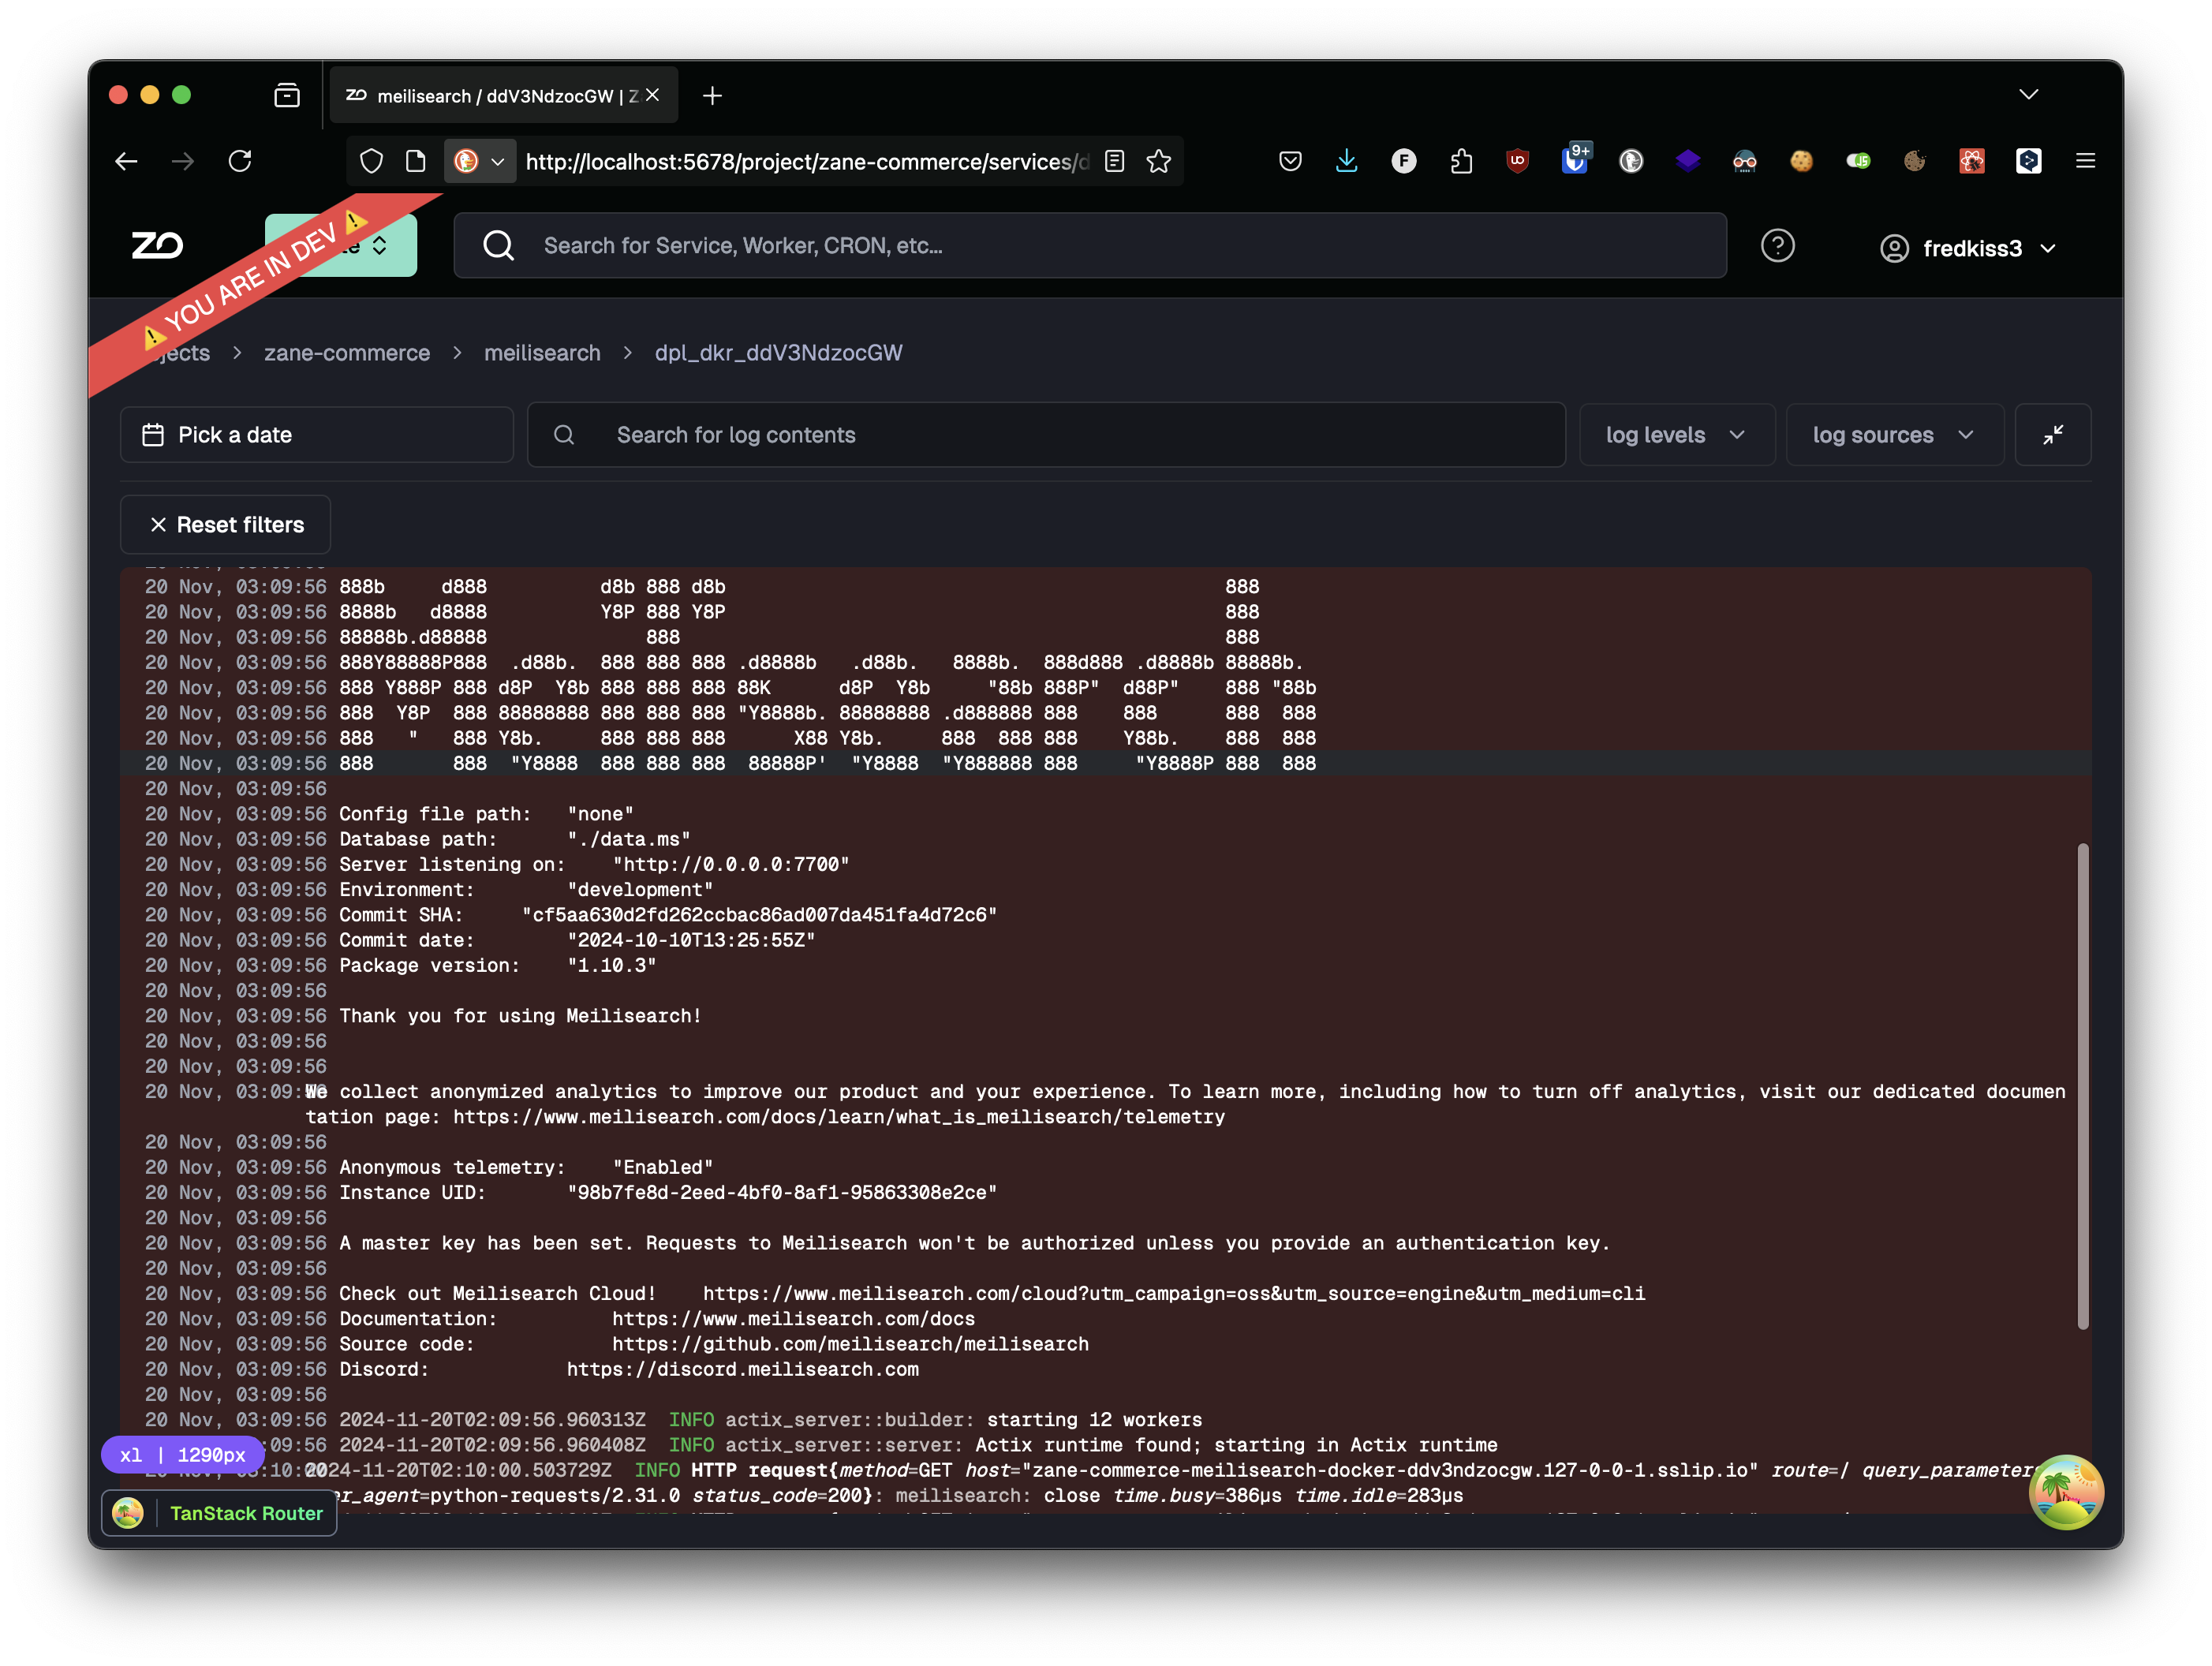 meilisearch / ddV3NdzocGW | Z
http://localhost:5678/project/zane-commerce/services/d
9+
ZO
⚠️ YOU ARE IN DEV ⚠️
Search for Service, Worker, CRON, etc...
fredkiss3
jects > zane-commerce > meilisearch > dpl_dkr_ddV3NdzocGW
Pick a date
Search for log contents
log levels
log sources
Reset filters
20 Nov, 03:09:56 888b     d888          d8b 888 d8b                                            888
20 Nov, 03:09:56 8888b   d8888          Y8P 888 Y8P                                            888
20 Nov, 03:09:56 88888b.d88888              888                                                888
20 Nov, 03:09:56 888Y88888P888  .d88b.  888 888 888 .d8888b   .d88b.   8888b.  888d888 .d8888b 88888b.
20 Nov, 03:09:56 888 Y888P 888 d8P  Y8b 888 888 888 88K      d8P  Y8b     "88b 888P"  d88P"    888 "88b
20 Nov, 03:09:56 888  Y8P  888 88888888 888 888 888 "Y8888b. 88888888 .d888888 888    888      888  888
20 Nov, 03:09:56 888   "   888 Y8b.     888 888 888      X88 Y8b.     888  888 888    Y88b.    888  888
20 Nov, 03:09:56 888       888  "Y8888  888 888 888  88888P'  "Y8888  "Y888888 888     "Y8888P 888  888
20 Nov, 03:09:56
20 Nov, 03:09:56 Config file path:   "none"
20 Nov, 03:09:56 Database path:      "./data.ms"
20 Nov, 03:09:56 Server listening on:    "http://0.0.0.0:7700"
20 Nov, 03:09:56 Environment:        "development"
20 Nov, 03:09:56 Commit SHA:     "cf5aa630d2fd262ccbac86ad007da451fa4d72c6"
20 Nov, 03:09:56 Commit date:        "2024-10-10T13:25:55Z"
20 Nov, 03:09:56 Package version:    "1.10.3"
20 Nov, 03:09:56
20 Nov, 03:09:56 Thank you for using Meilisearch!
20 Nov, 03:09:56
20 Nov, 03:09:56
20 Nov, 03:09:56 We collect anonymized analytics to improve our product and your experience. To learn more, including how to turn off analytics, visit our dedicated documen
tation page: https://www.meilisearch.com/docs/learn/what_is_meilisearch/telemetry
20 Nov, 03:09:56
20 Nov, 03:09:56 Anonymous telemetry:    "Enabled"
20 Nov, 03:09:56 Instance UID:       "98b7fe8d-2eed-4bf0-8af1-95863308e2ce"
20 Nov, 03:09:56
20 Nov, 03:09:56 A master key has been set. Requests to Meilisearch won't be authorized unless you provide an authentication key.
20 Nov, 03:09:56
20 Nov, 03:09:56 Check out Meilisearch Cloud!    https://www.meilisearch.com/cloud?utm_campaign=oss&utm_source=engine&utm_medium=cli
20 Nov, 03:09:56 Documentation:          https://www.meilisearch.com/docs
20 Nov, 03:09:56 Source code:            https://github.com/meilisearch/meilisearch
20 Nov, 03:09:56 Discord:            https://discord.meilisearch.com
20 Nov, 03:09:56
20 Nov, 03:09:56 2024-11-20T02:09:56.960313Z  INFO actix_server::builder: starting 12 workers
:09:56 2024-11-20T02:09:56.960408Z  INFO actix_server::server: Actix runtime found; starting in Actix runtime
xl | 1290px
2024-11-20T02:10:00.503729Z  INFO HTTP request{method=GET host="zane-commerce-meilisearch-docker-ddv3ndzocgw.127-0-0-1.sslip.io" route=/ query_parameters
er_agent=python-requests/2.31.0 status_code=200}: meilisearch: close time.busy=386µs time.idle=283µs
TanStack Router